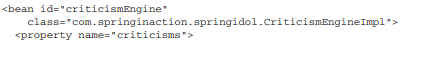 <bean id="criticismEngine"
class="com.springinaction.springidol.CriticismEngineImpl">
<property name="criticisms">